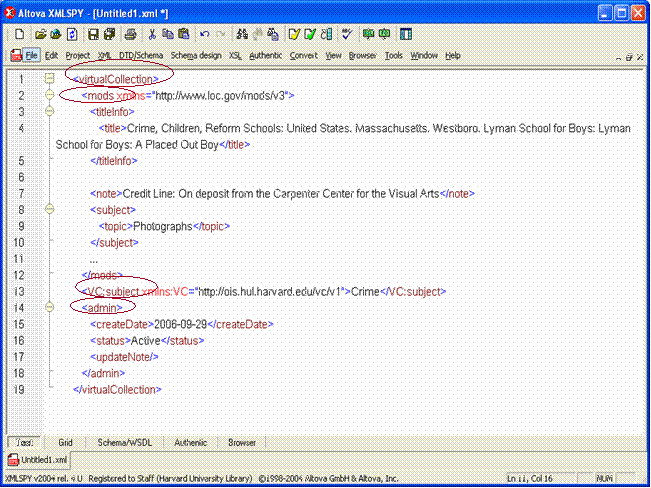 Altova XMLSPY - [Untitled1.xml *]
File Edit Project XML DTD/Schema Schema design XSL Authentic Convert View Browser Table Tools Window Help
1 <virtualCollection>
2 <mods xmlns="http://www.loc.gov/mods/v3">
3 <titleInfo>
4 <title>Crime, Children, Reform Schools: United States. Massachusetts. Westboro. Lyman School for Boys: Lyman
School for Boys: A Placed Out Boy</title>
5 </titleInfo>
6
7 <note>Credit Line: On deposit from the Carpenter Center for the Visual Arts</note>
8 <subject>
9 <topic>Photographs</topic>
10 </subject>
11 ...
12 </mods>
13 <VC:subject xmlns:VC="http://ois.hul.harvard.edu/vc/v1">Crime</VC:subject>
14 <admin>
15 <createDate>2006-09-29</createDate>
16 <status>Active</status>
17 <updateNote/>
18 </admin>
19 </virtualCollection>
Text Grid Schema/WSDL Authentic Browser
Untitled1.xml
XMLSPY v2004 rel. 4 U Registered to Staff (Harvard University Library) ©1998-2004 Altova GmbH & Altova, Inc. Ln 11, Col 16 NUM